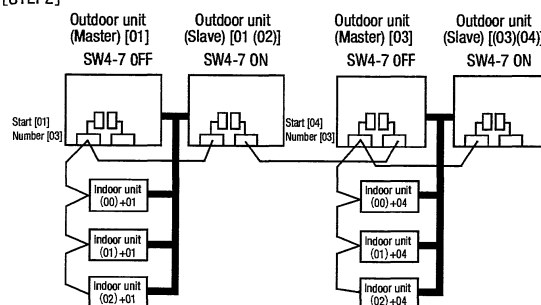 Outdoor unit
(Master) [01]
Outdoor unit
(Slave) [01 (02)]
Outdoor unit
(Master) [03]
Outdoor unit
(Slave) [(03)(04)]
SW4-7 OFF
SW4-7 ON
SW4-7 OFF
SW4-7 ON
Start [01]
Number [03]
Start [04]
Number [03]
Indoor unit
(00)+01
Indoor unit
(00)+04
Indoor unit
(01)+01
Indoor unit
(01)+04
Indoor unit
(02)+01
Indoor unit
(02)+04